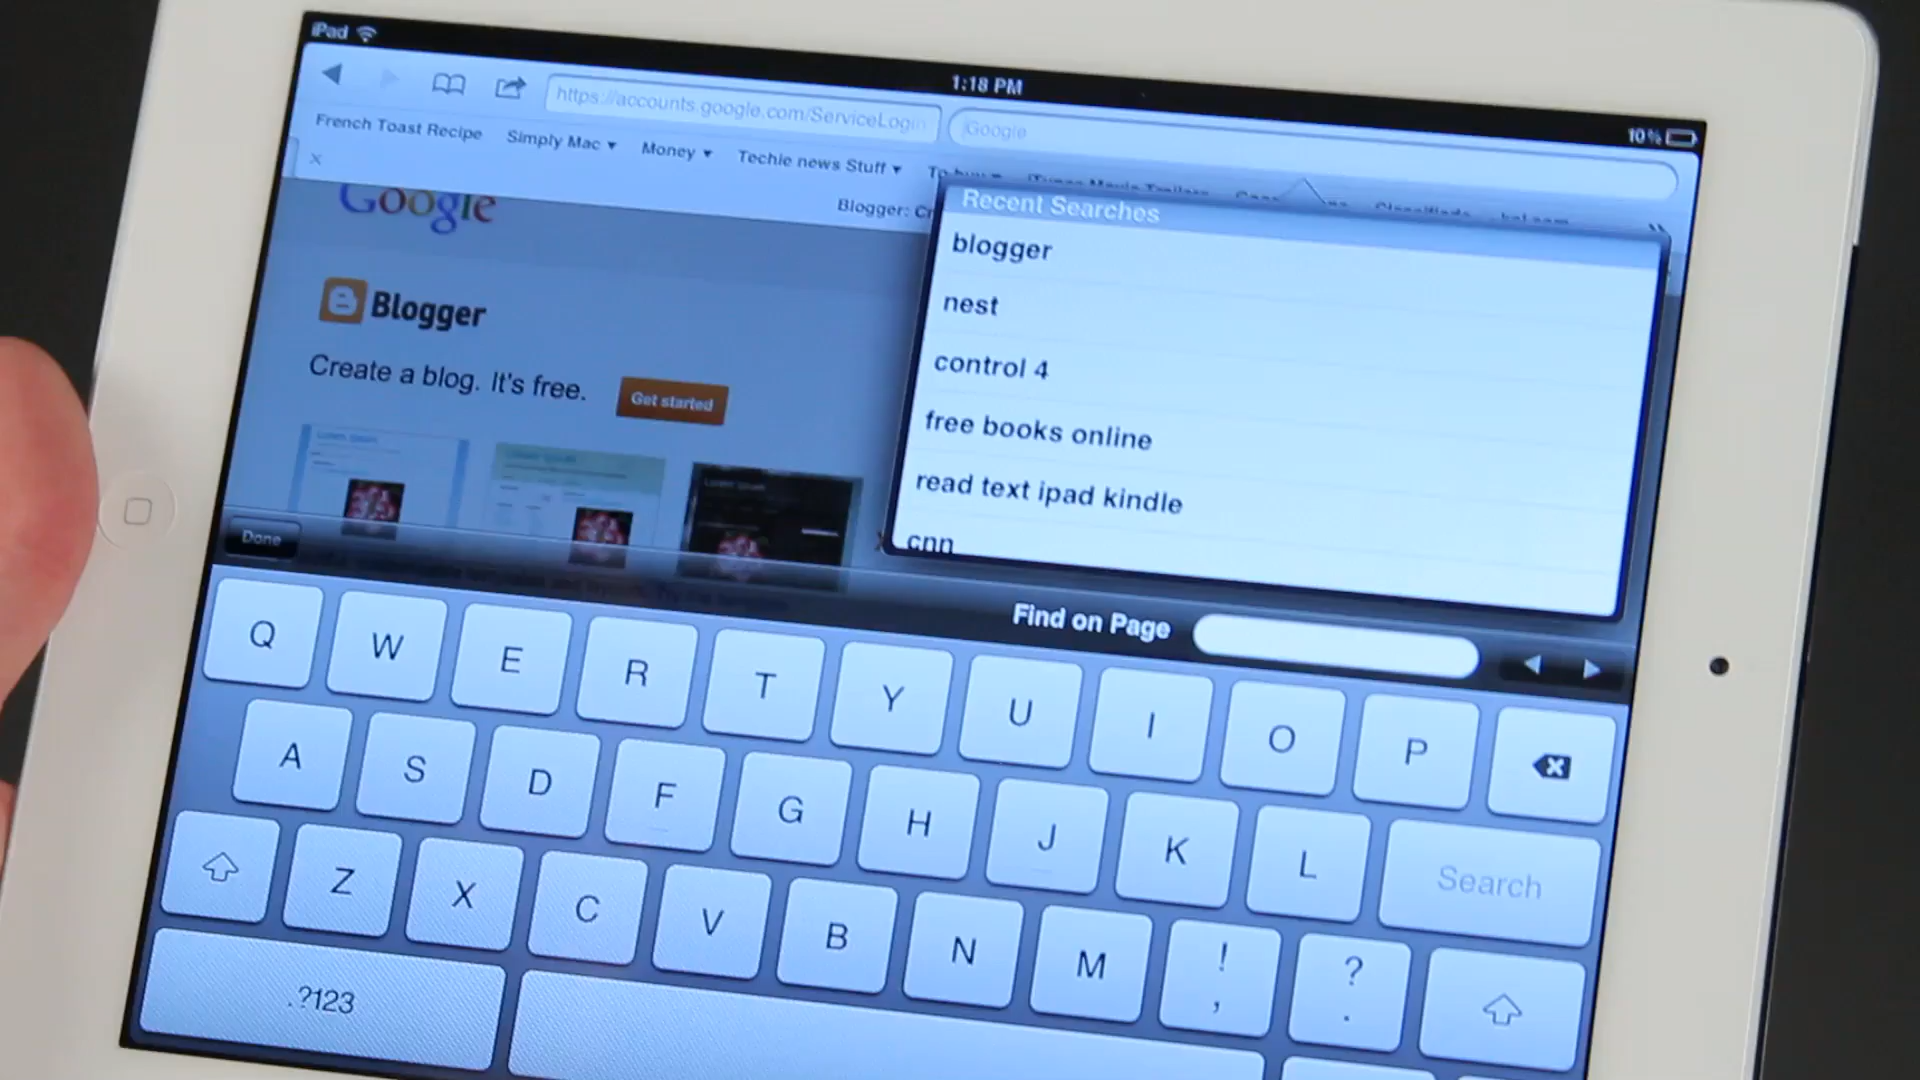 iPad
1:18 PM
10%
https://accounts.google.com/ServiceLogin
Google
French Toast Recipe
Simply Mac
Money
Techie news Stuff
To buy
iTunes Movie Trailers
Google
Blogger: Cr
Recent Searches
blogger
nest
control 4
free books online
read text ipad kindle
cnn
Blogger
Create a blog. It's free.
Get started
Done
Find on Page
Q W E R T Y U I O P
A S D F G H J K L Search
Z X C V B N M ! , ? .
.?123